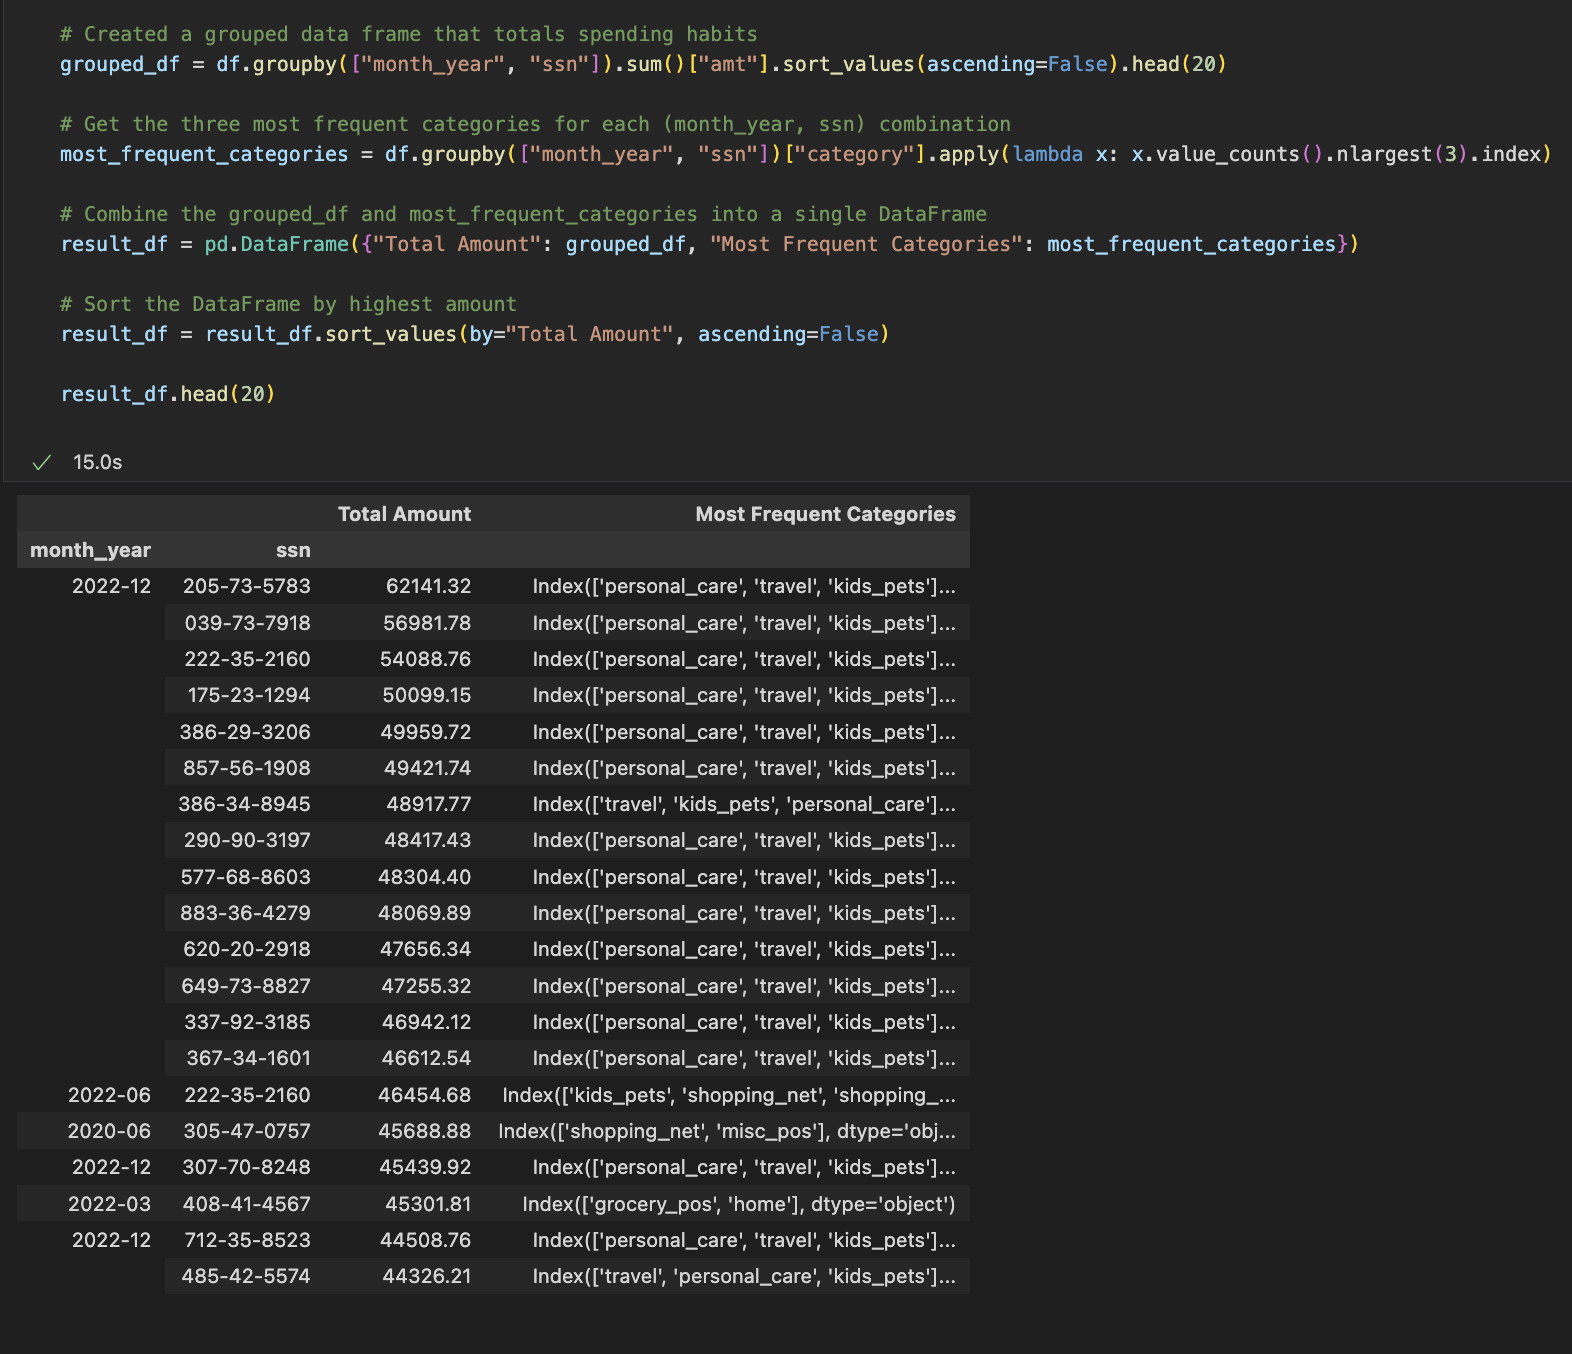 # Created a grouped data frame that totals spending habits
grouped_df = df.groupby(["month_year", "ssn"]).sum()["amt"].sort_values(ascending=False).head(20)
# Get the three most frequent categories for each (month_year, ssn) combination
most_frequent_categories = df.groupby(["month_year", "ssn"])["category"].apply(lambda x: x.value_counts().nlargest(3).index)
# Combine the grouped_df and most_frequent_categories into a single DataFrame
result_df = pd.DataFrame({"Total Amount": grouped_df, "Most Frequent Categories": most_frequent_categories})
# Sort the DataFrame by highest amount
result_df = result_df.sort_values(by="Total Amount", ascending=False)
result_df.head(20)
15.0s
Total Amount Most Frequent Categories
month_year ssn
2022-12 205-73-5783 62141.32 Index(['personal_care', 'travel', 'kids_pets']...
039-73-7918 56981.78 Index(['personal_care', 'travel', 'kids_pets']...
222-35-2160 54088.76 Index(['personal_care', 'travel', 'kids_pets']...
175-23-1294 50099.15 Index(['personal_care', 'travel', 'kids_pets']...
386-29-3206 49959.72 Index(['personal_care', 'travel', 'kids_pets']...
857-56-1908 49421.74 Index(['personal_care', 'travel', 'kids_pets']...
386-34-8945 48917.77 Index(['travel', 'kids_pets', 'personal_care']...
290-90-3197 48417.43 Index(['personal_care', 'travel', 'kids_pets']...
577-68-8603 48304.40 Index(['personal_care', 'travel', 'kids_pets']...
883-36-4279 48069.89 Index(['personal_care', 'travel', 'kids_pets']...
620-20-2918 47656.34 Index(['personal_care', 'travel', 'kids_pets']...
649-73-8827 47255.32 Index(['personal_care', 'travel', 'kids_pets']...
337-92-3185 46942.12 Index(['personal_care', 'travel', 'kids_pets']...
367-34-1601 46612.54 Index(['personal_care', 'travel', 'kids_pets']...
2022-06 222-35-2160 46454.68 Index(['kids_pets', 'shopping_net', 'shopping_...
2020-06 305-47-0757 45688.88 Index(['shopping_net', 'misc_pos'], dtype='obj...
2022-12 307-70-8248 45439.92 Index(['personal_care', 'travel', 'kids_pets']...
2022-03 408-41-4567 45301.81 Index(['grocery_pos', 'home'], dtype='object')
2022-12 712-35-8523 44508.76 Index(['personal_care', 'travel', 'kids_pets']...
485-42-5574 44326.21 Index(['travel', 'personal_care', 'kids_pets']...